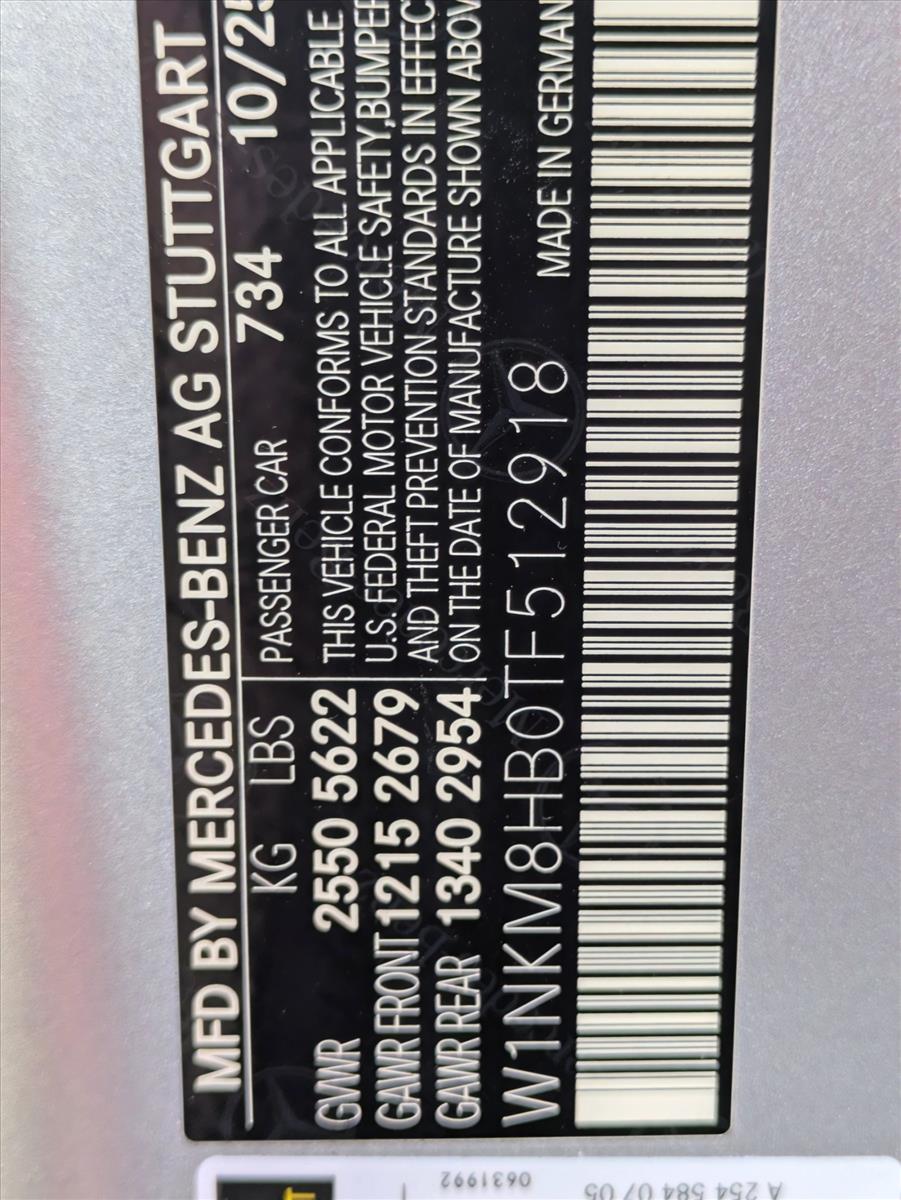 MFD BY MERCEDES-BENZ AG STUTTGART
KG LBS PASSENGER CAR 734 10/25
GVWR 2550 5622
GAWR FRONT 1215 2679
GAWR REAR 1340 2954
THIS VEHICLE CONFORMS TO ALL APPLICABLE
U.S. FEDERAL MOTOR VEHICLE SAFETY, BUMPER
AND THEFT PREVENTION STANDARDS IN EFFEC
ON THE DATE OF MANUFACTURE SHOWN ABOV
W1NKM8HB0TF512918
MADE IN GERMAN
0631992
A 254 584 07 05